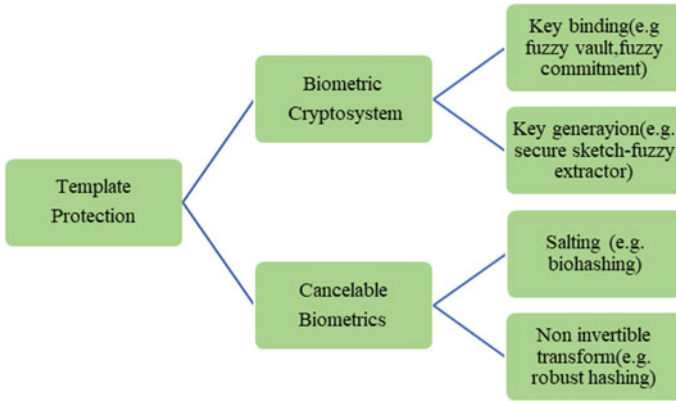 Template
Protection
Biometric
Cryptosystem
Cancelable
Biometrics
Key binding(e.g
fuzzy vault,fuzzy
commitment)
Key generayion(e.g.
secure sketch-fuzzy
extractor)
Salting (e.g.
biohashing)
Non invertible
transform(e.g.
robust hashing)